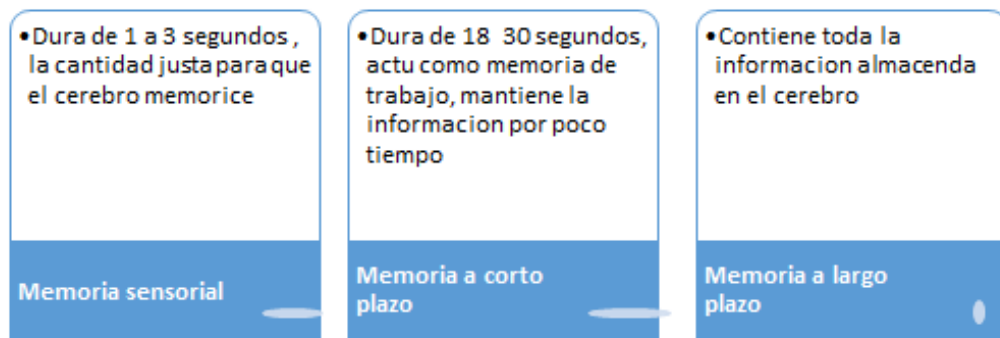 •Dura de 1 a 3 segundos ,
la cantidad justa para que
el cerebro memorice
Memoria sensorial
•Dura de 18 30 segundos,
actu como memoria de
trabajo, mantiene la
informacion por poco
tiempo
Memoria a corto
plazo
•Contiene toda la
informacion almacenda
en el cerebro
Memoria a largo
plazo